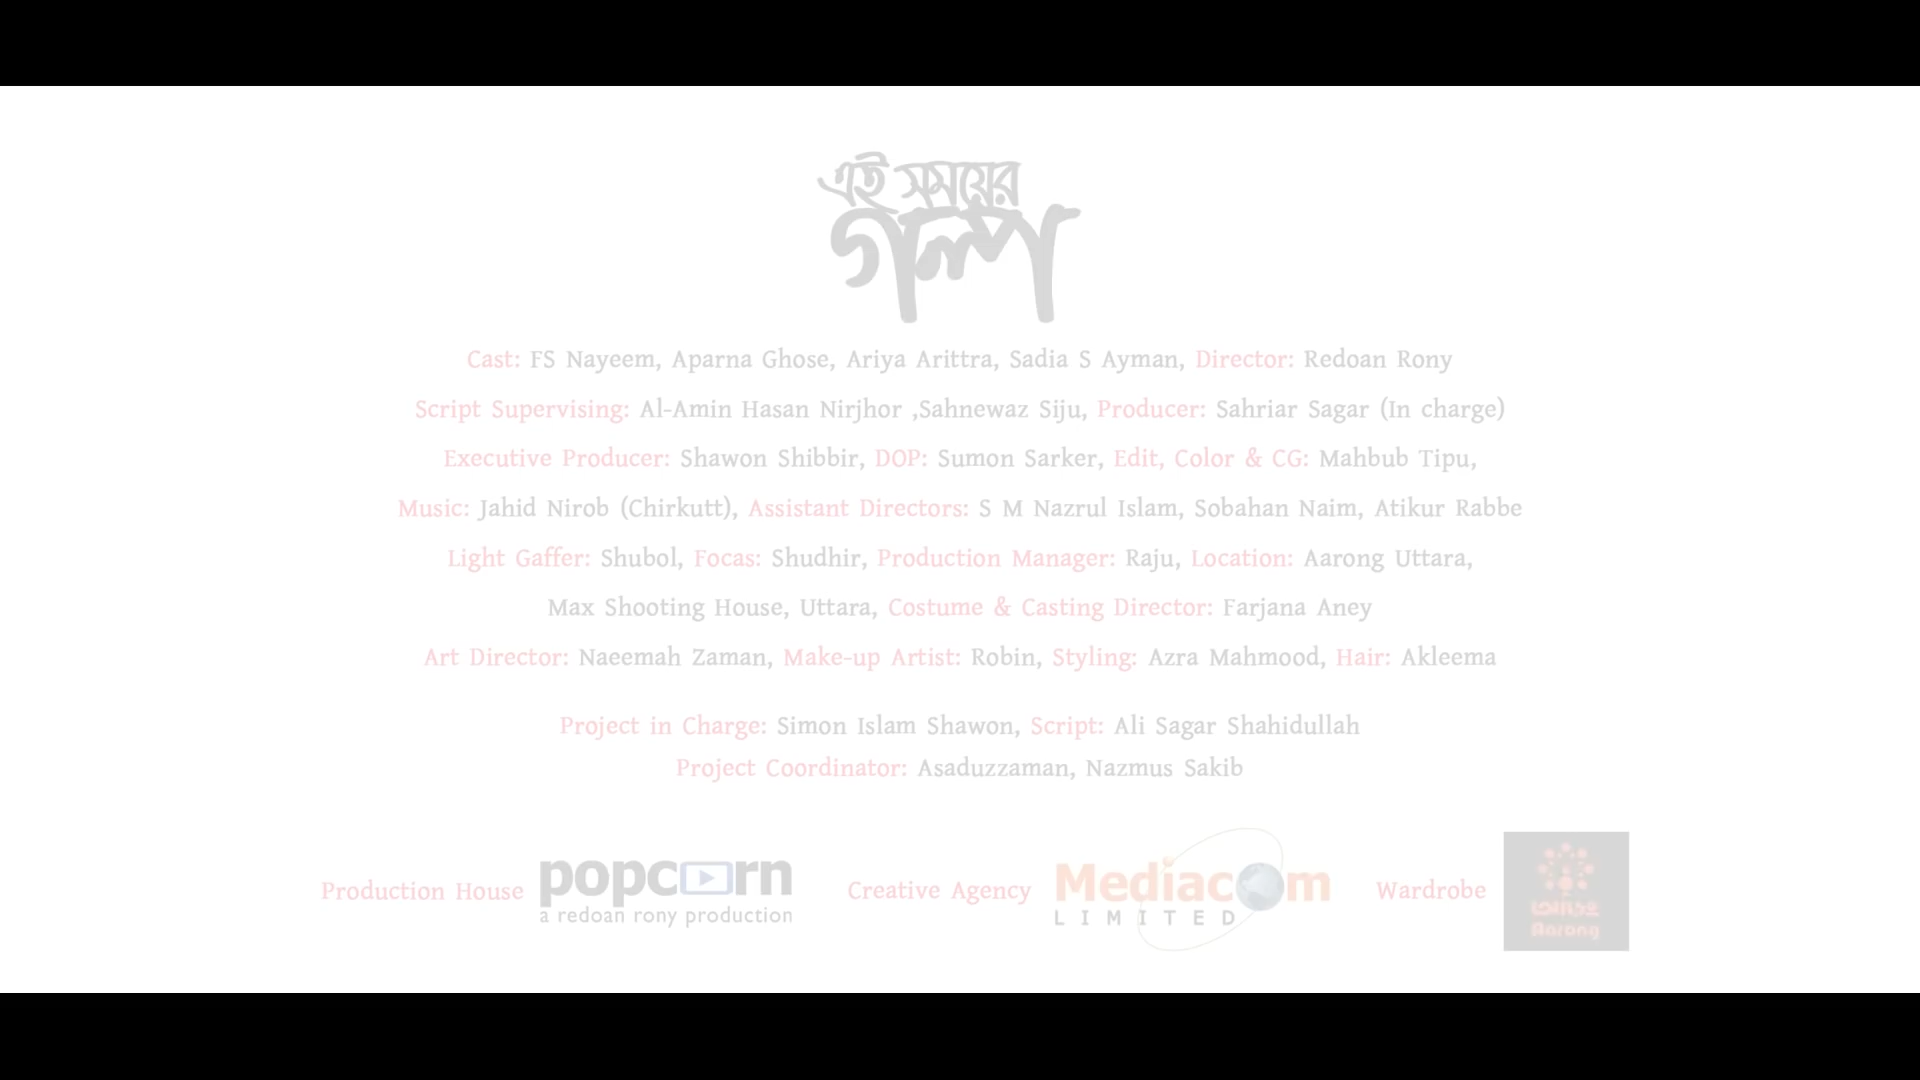 এই সময়ের
গল্প
Cast: FS Nayeem, Aparna Ghose, Ariya Arittra, Sadia S Ayman, Director: Redoan Rony
Script Supervising: Al-Amin Hasan Nirjhor ,Sahnewaz Siju, Producer: Sahriar Sagar (In charge)
Executive Producer: Shawon Shibbir, DOP: Sumon Sarker, Edit, Color & CG: Mahbub Tipu,
Music: Jahid Nirob (Chirkutt), Assistant Directors: S M Nazrul Islam, Sobahan Naim, Atikur Rabbe
Light Gaffer: Shubol, Focas: Shudhir, Production Manager: Raju, Location: Aarong Uttara,
Max Shooting House, Uttara, Costume & Casting Director: Farjana Aney
Art Director: Naeemah Zaman, Make-up Artist: Robin, Styling: Azra Mahmood, Hair: Akleema
Project in Charge: Simon Islam Shawon, Script: Ali Sagar Shahidullah
Project Coordinator: Asaduzzaman, Nazmus Sakib
Production House popcorn
a redoan rony production
Creative Agency Mediacom
LIMITED
Wardrobe আড়ং
Aarong